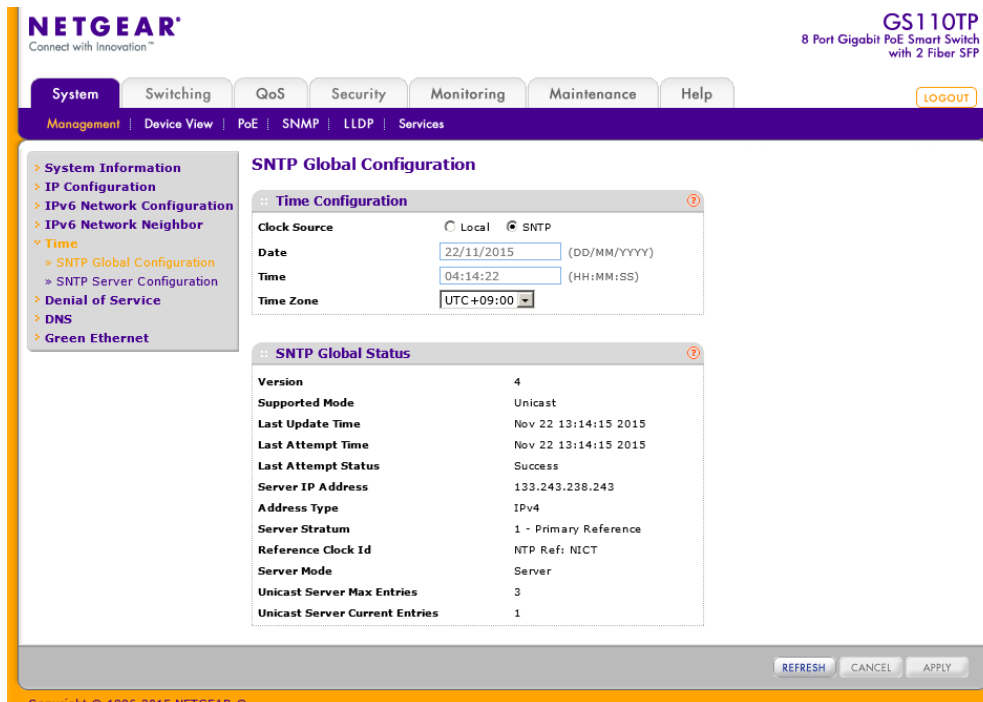 NETGEAR®
Connect with Innovation™
GS110TP
8 Port Gigabit PoE Smart Switch
with 2 Fiber SFP
System Switching QoS Security Monitoring Maintenance Help
LOGOUT
Management Device View PoE SNMP LLDP Services
System Information
IP Configuration
IPv6 Network Configuration
IPv6 Network Neighbor
Time
» SNTP Global Configuration
» SNTP Server Configuration
Denial of Service
DNS
Green Ethernet
SNTP Global Configuration
Time Configuration ?
Clock Source Local SNTP
Date 22/11/2015 (DD/MM/YYYY)
Time 04:14:22 (HH:MM:SS)
Time Zone UTC+09:00
SNTP Global Status ?
Version 4
Supported Mode Unicast
Last Update Time Nov 22 13:14:15 2015
Last Attempt Time Nov 22 13:14:15 2015
Last Attempt Status Success
Server IP Address 133.243.238.243
Address Type IPv4
Server Stratum 1 - Primary Reference
Reference Clock Id NTP Ref: NICT
Server Mode Server
Unicast Server Max Entries 3
Unicast Server Current Entries 1
REFRESH CANCEL APPLY
Copyright © 1996-2015 NETGEAR